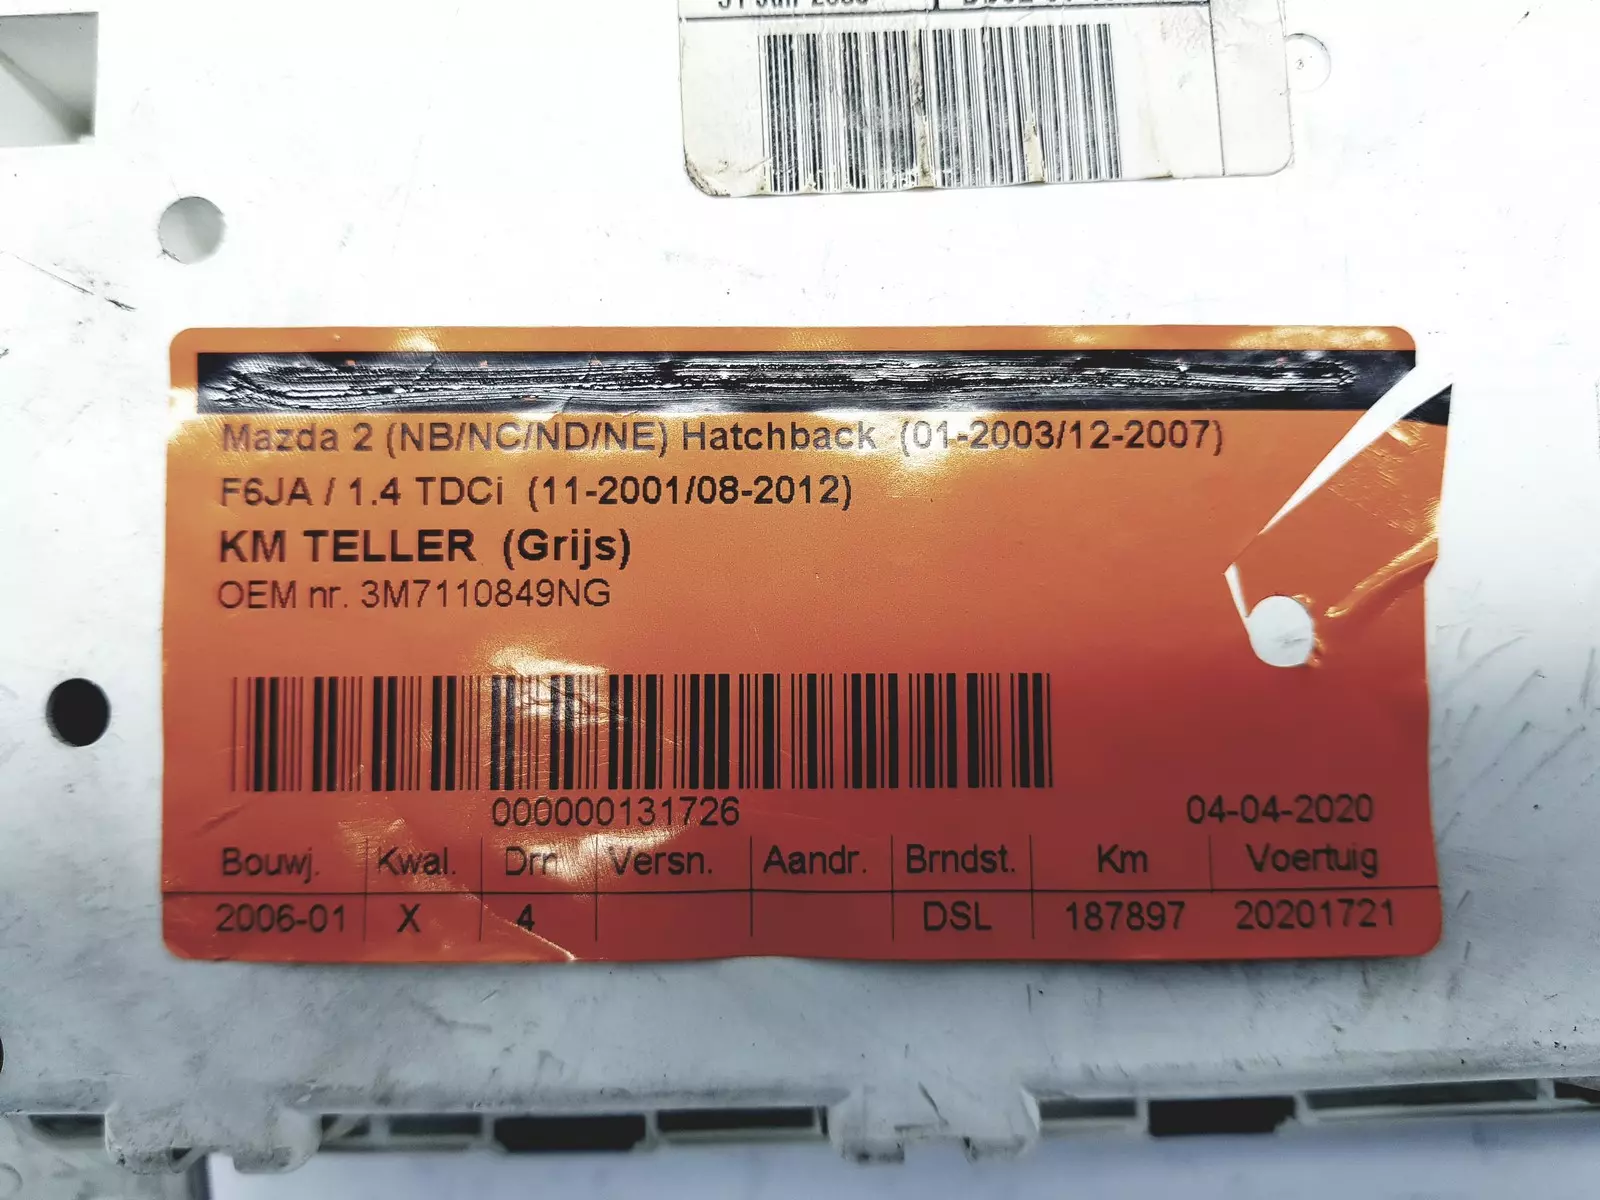 Mazda 2 (NB/NC/ND/NE) Hatchback (01-2003/12-2007)
F6JA / 1.4 TDCi (11-2001/08-2012)
KM TELLER (Grijs)
OEM nr. 3M7110849NG
000000131726 04-04-2020
Bouwj. Kwal. Drn Versn. Aandr. Brndst. Km Voertuig
2006-01 X 4 DSL 187897 20201721